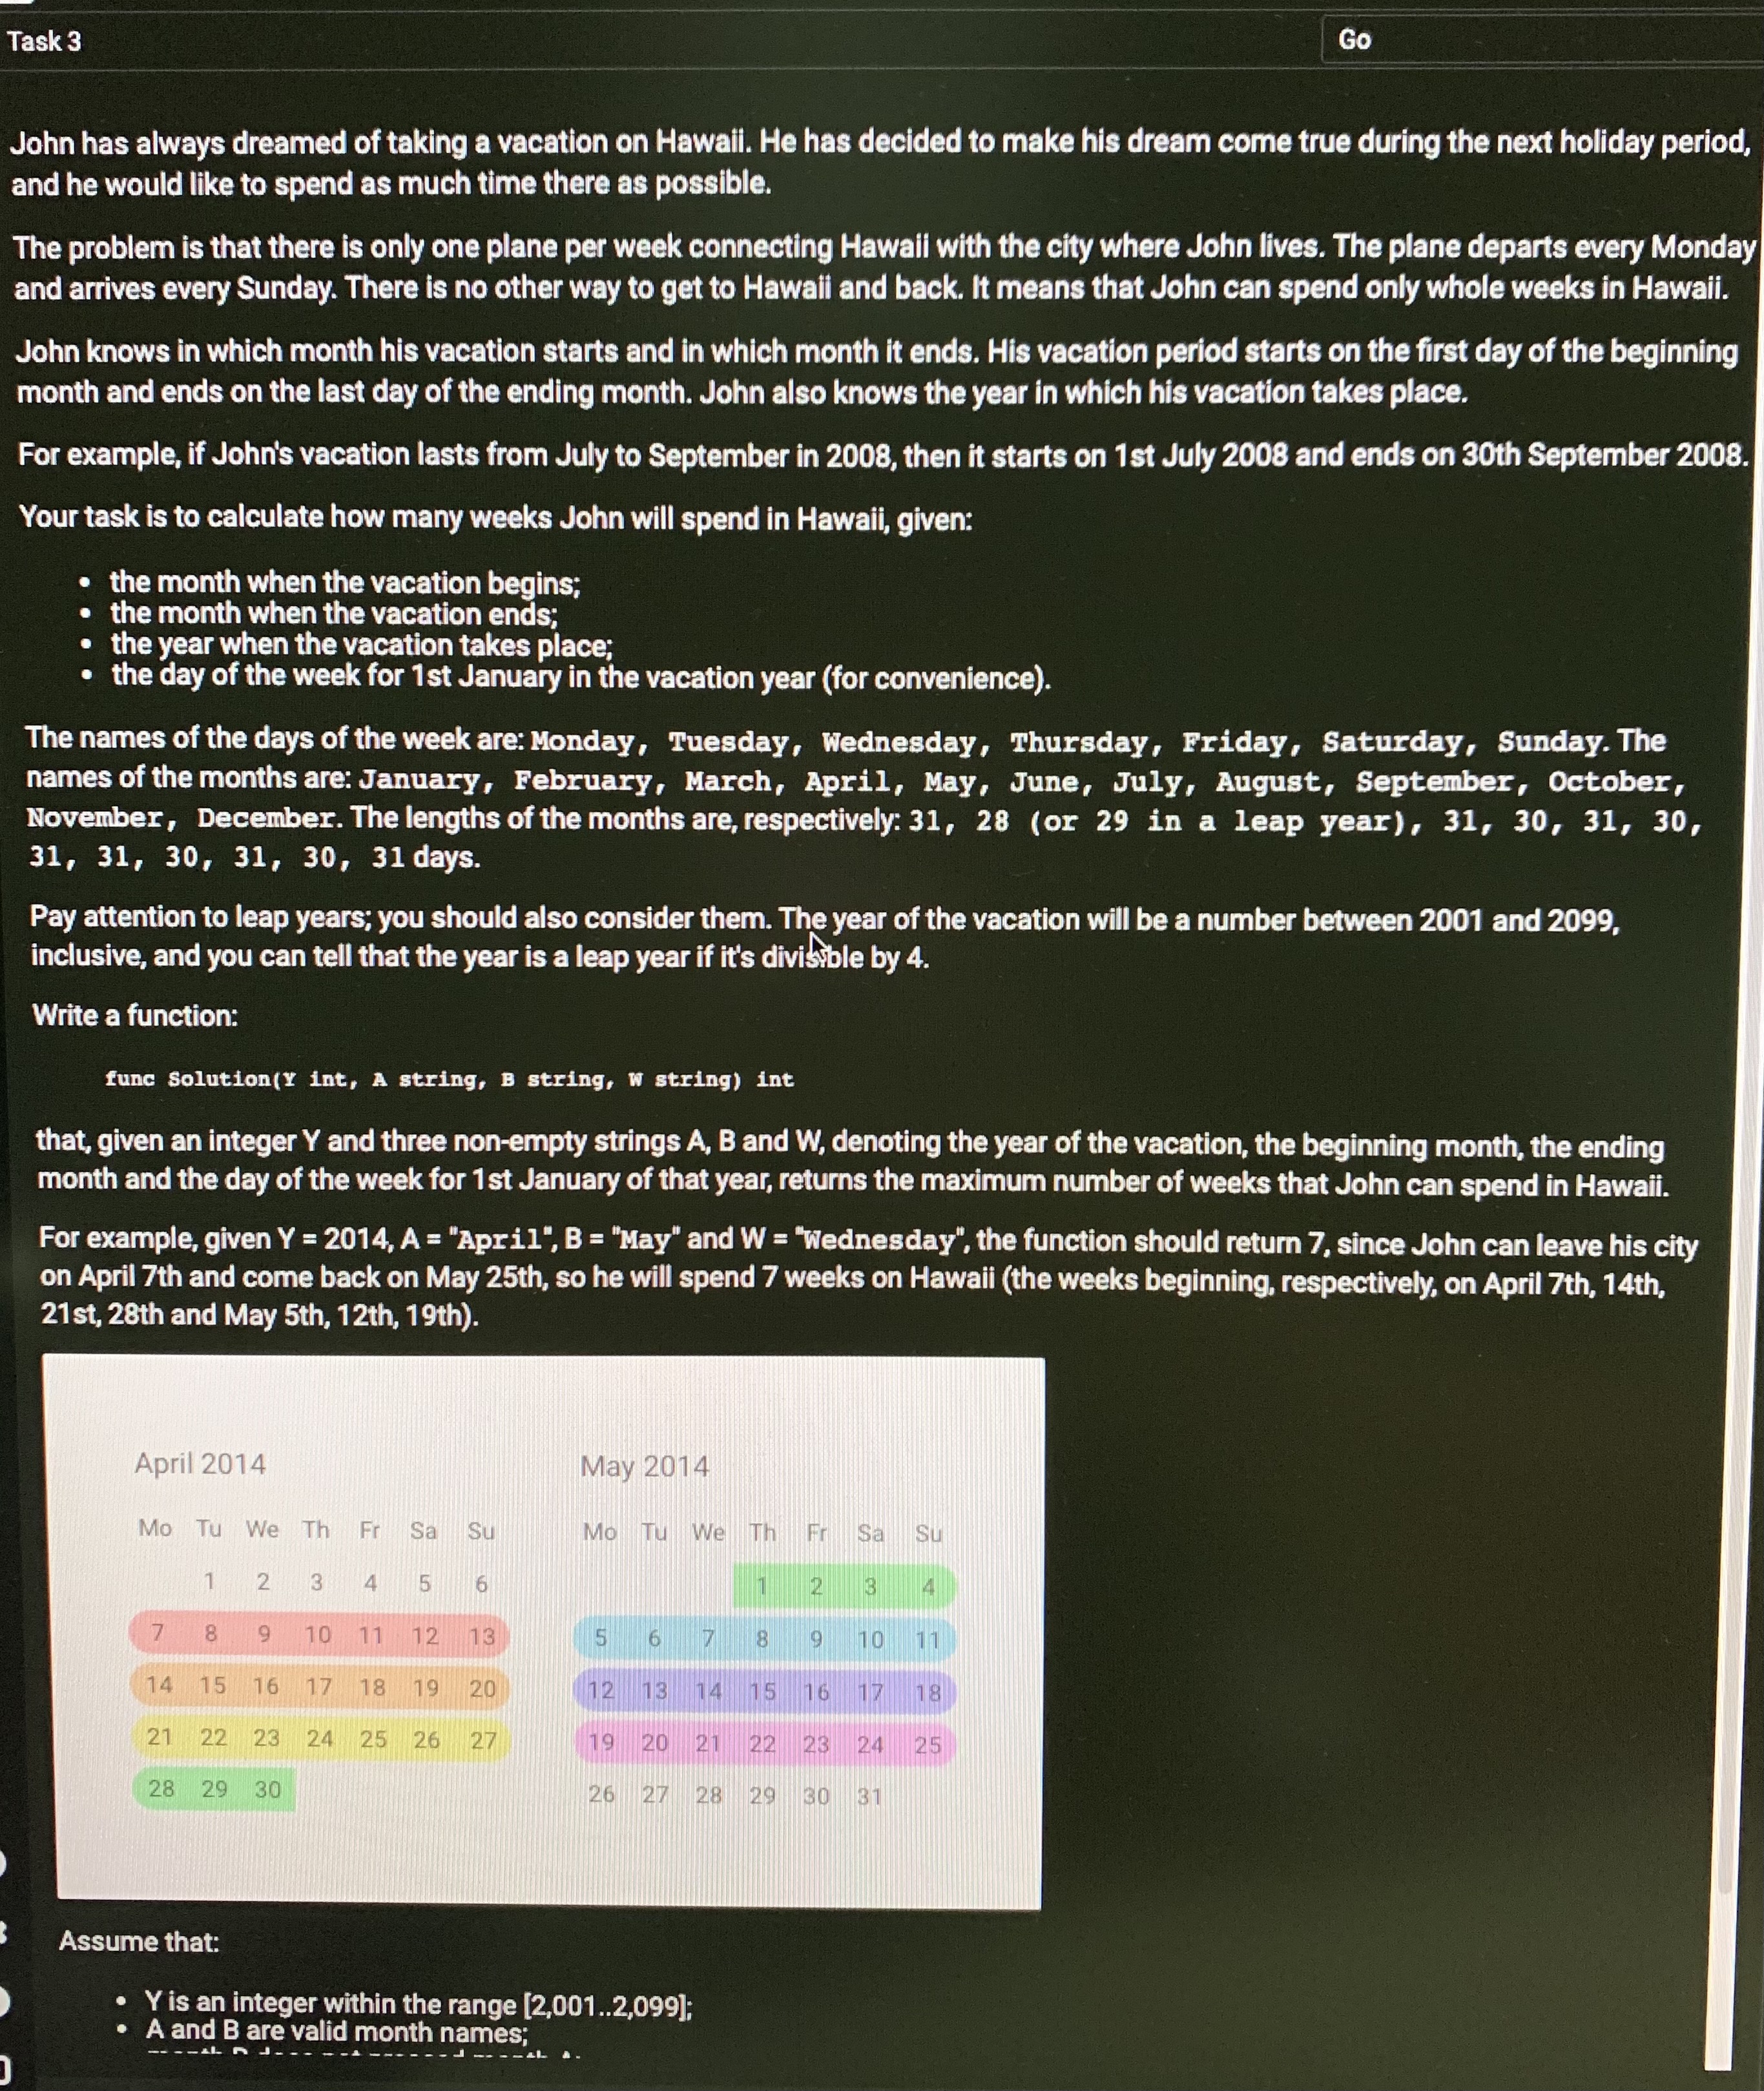 Task 3
Go
John has always dreamed of taking a vacation on Hawaii. He has decided to make his dream come true during the next holiday period,
and he would like to spend as much time there as possible.
The problem is that there is only one plane per week connecting Hawaii with the city where John lives. The plane departs every Monday
and arrives every Sunday. There is no other way to get to Hawaii and back. It means that John can spend only whole weeks in Hawaii.
John knows in which month his vacation starts and in which month it ends. His vacation period starts on the first day of the beginning
month and ends on the last day of the ending month. John also knows the year in which his vacation takes place.
For example, if John's vacation lasts from July to September in 2008, then it starts on 1st July 2008 and ends on 30th September 2008.
Your task is to calculate how many weeks John will spend in Hawaii, given:
• the month when the vacation begins;
• the month when the vacation ends;
• the year when the vacation takes place;
• the day of the week for 1st January in the vacation year (for convenience).
The names of the days of the week are: Monday, Tuesday, Wednesday, Thursday, Friday, Saturday, Sunday. The
names of the months are: January, February, March, April, May, June, July, August, September, October,
November, December. The lengths of the months are, respectively: 31, 28 (or 29 in a leap year), 31, 30, 31, 30,
31, 31, 30, 31, 30, 31 days.
Pay attention to leap years; you should also consider them. The year of the vacation will be a number between 2001 and 2099,
inclusive, and you can tell that the year is a leap year if it's divisible by 4.
Write a function:
func Solution(Y int, A string, B string, W string) int
that, given an integer Y and three non-empty strings A, B and W, denoting the year of the vacation, the beginning month, the ending
month and the day of the week for 1st January of that year, returns the maximum number of weeks that John can spend in Hawaii.
For example, given Y = 2014, A = "April", B = "May" and W = "Wednesday", the function should return 7, since John can leave his city
on April 7th and come back on May 25th, so he will spend 7 weeks on Hawaii (the weeks beginning, respectively, on April 7th, 14th,
21st, 28th and May 5th, 12th, 19th).
April 2014
Mo Tu We Th Fr Sa Su
1 2 3 4 5 6
7 8 9 10 11 12 13
14 15 16 17 18 19 20
21 22 23 24 25 26 27
28 29 30
May 2014
Mo Tu We Th Fr Sa Su
1 2 3 4
5 6 7 8 9 10 11
12 13 14 15 16 17 18
19 20 21 22 23 24 25
26 27 28 29 30 31
Assume that:
• Y is an integer within the range [2,001..2,099];
• A and B are valid month names;